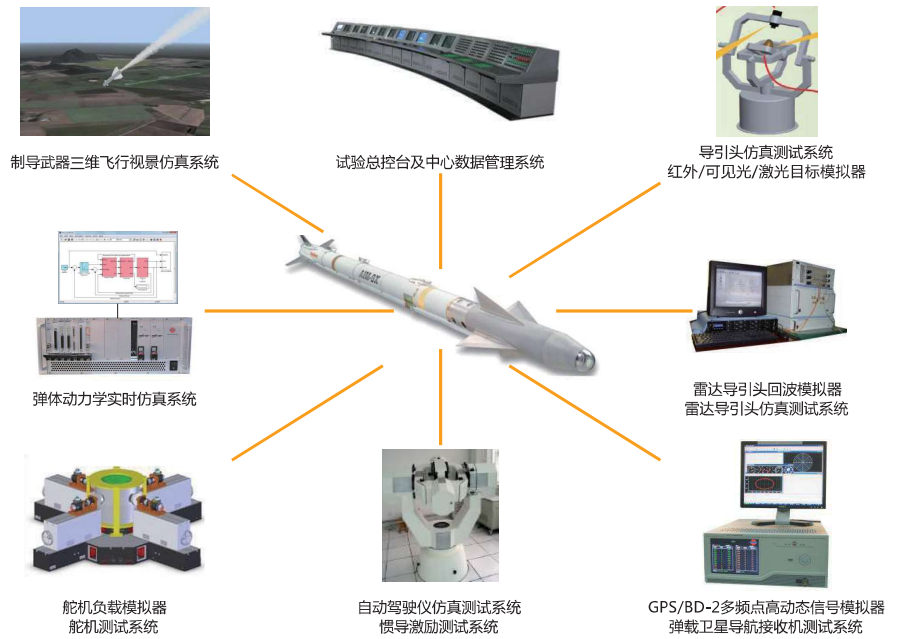 制导武器三维飞行视景仿真系统
试验总控台及中心数据管理系统
导引头仿真测试系统
红外/可见光/激光目标模拟器
弹体动力学实时仿真系统
雷达导引头回波模拟器
雷达导引头仿真测试系统
舵机负载模拟器
舵机测试系统
自动驾驶仪仿真测试系统
惯导激励测试系统
GPS/BD-2多频点高动态信号模拟器
弹载卫星导航接收机测试系统